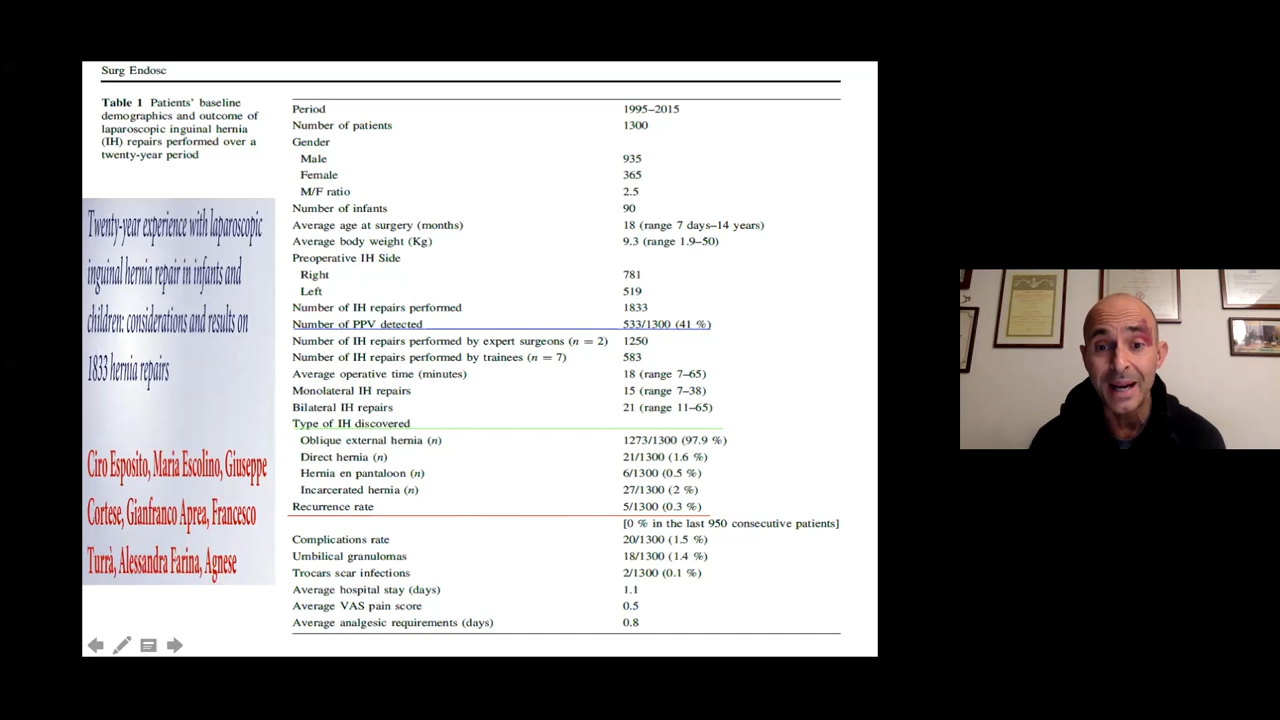 Surg Endosc
Table 1 Patients' baseline
demographics and outcome of
laparoscopic inguinal hernia
(IH) repairs performed over a
twenty-year period
Twenty-year experience with laparoscopic
inguinal hernia repair in infants and
children: considerations and results on
1833 hernia repairs
Ciro Esposito, Maria Escolino, Giuseppe
Cortese, Gianfranco Aprea, Francesco
Turrà, Alessandra Farina, Agnese
Period 1995–2015
Number of patients 1300
Gender
Male 935
Female 365
M/F ratio 2.5
Number of infants 90
Average age at surgery (months) 18 (range 7 days–14 years)
Average body weight (Kg) 9.3 (range 1.9–50)
Preoperative IH Side
Right 781
Left 519
Number of IH repairs performed 1833
Number of PPV detected 533/1300 (41 %)
Number of IH repairs performed by expert surgeons (n = 2) 1250
Number of IH repairs performed by trainees (n = 7) 583
Average operative time (minutes) 18 (range 7–65)
Monolateral IH repairs 15 (range 7–38)
Bilateral IH repairs 21 (range 11–65)
Type of IH discovered
Oblique external hernia (n) 1273/1300 (97.9 %)
Direct hernia (n) 21/1300 (1.6 %)
Hernia en pantaloon (n) 6/1300 (0.5 %)
Incarcerated hernia (n) 27/1300 (2 %)
Recurrence rate 5/1300 (0.3 %)
[0 % in the last 950 consecutive patients]
Complications rate 20/1300 (1.5 %)
Umbilical granulomas 18/1300 (1.4 %)
Trocars scar infections 2/1300 (0.1 %)
Average hospital stay (days) 1.1
Average VAS pain score 0.5
Average analgesic requirements (days) 0.8